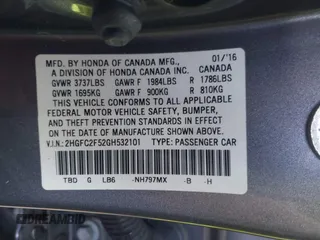 MFD. BY HONDA OF CANADA MFG., 01/'16
A DIVISION OF HONDA CANADA INC. CANADA
GVWR 3737LBS GAWR F 1984LBS R 1786LBS
GVWR 1695KG GAWR F 900KG R 810KG
THIS VEHICLE CONFORMS TO ALL APPLICABLE
FEDERAL MOTOR VEHICLE SAFETY, BUMPER,
AND THEFT PREVENTION STANDARDS IN EFFECT
ON THE DATE OF MANUFACTURE SHOWN ABOVE.
V.I.N: 2HGFC2F52GH532101 TYPE: PASSENGER CAR
TBD G LB6 -NH797MX -B -H
DREAMBID